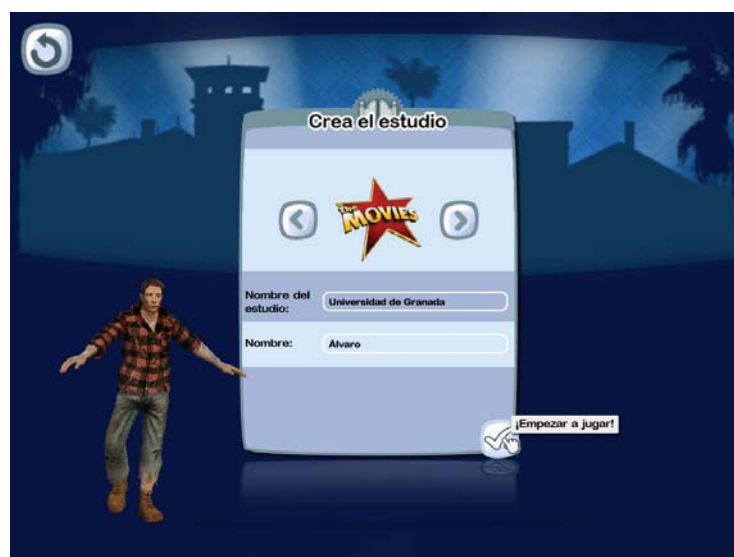 Crea el estudio
The
MOVIES
Nombre del
estudio:
Universidad de Granada
Nombre:
Álvaro
¡Empezar a jugar!